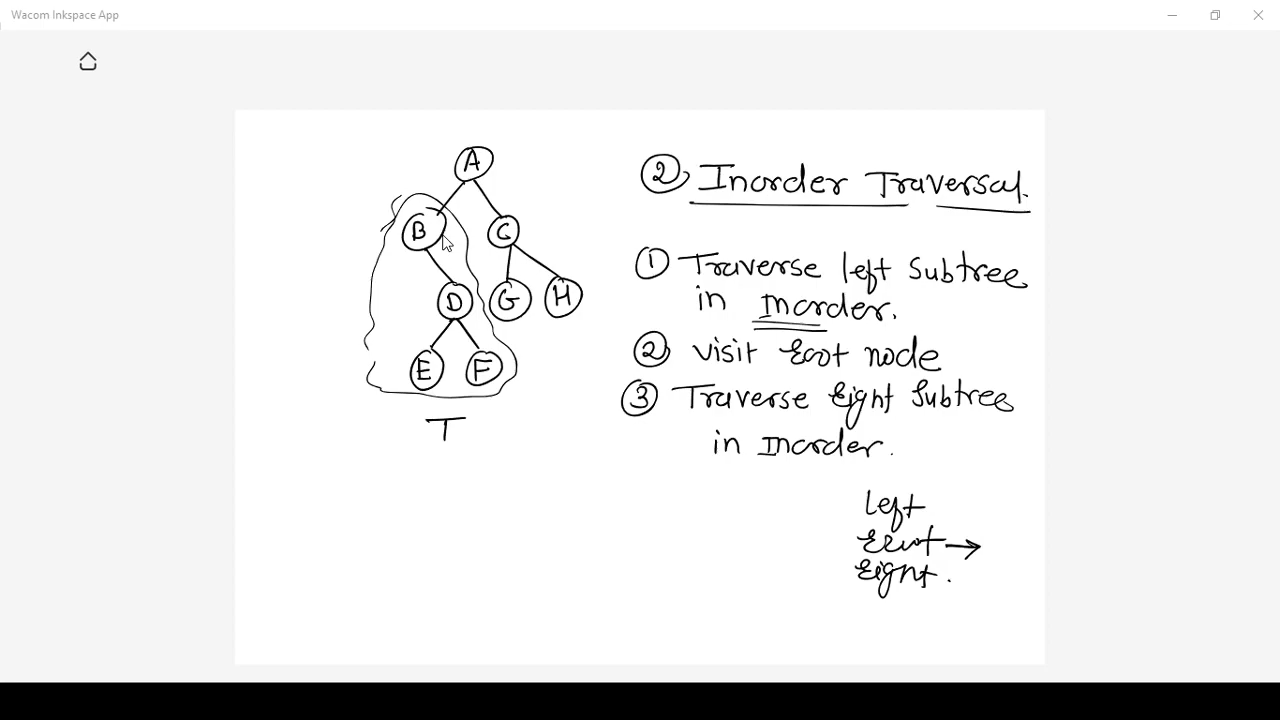 Wacom Inkspace App
A
B
C
D
G
H
E
F
T
② Inorder Traversal.
① Traverse left subtree
in Inorder.
② visit root node
③ Traverse right subtree
in Inorder.
left
root →
right.